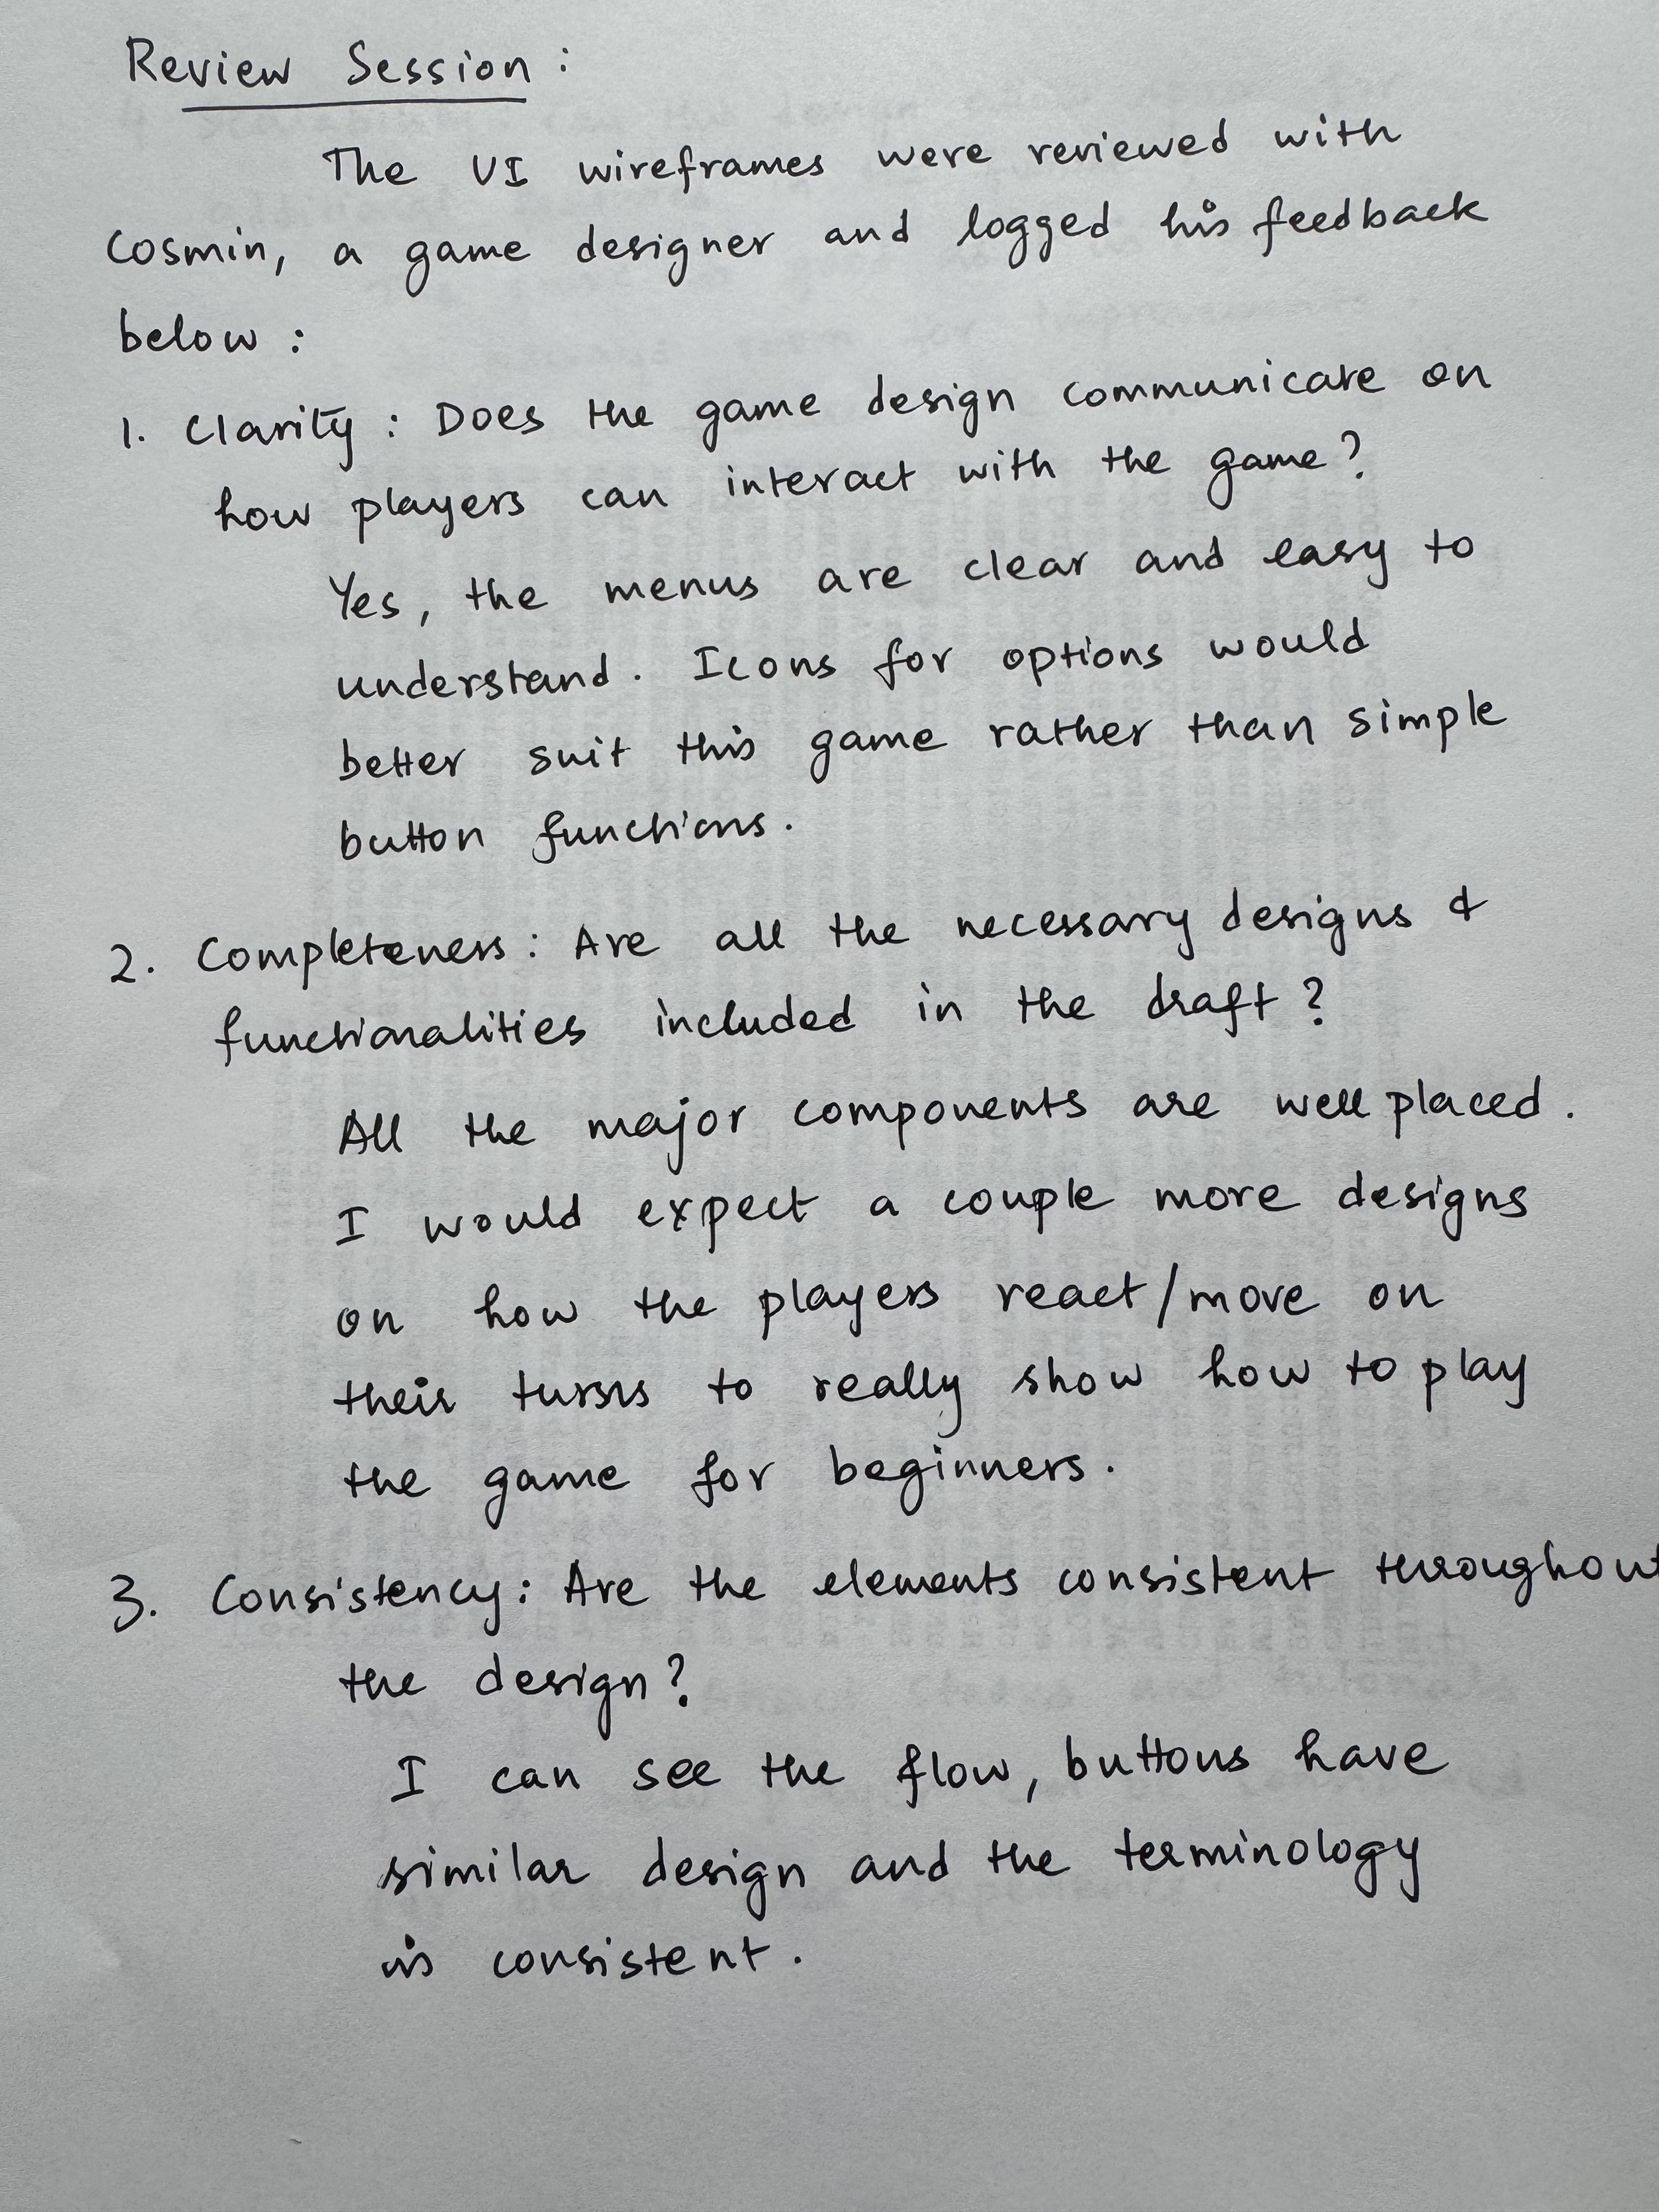 Review Session :
The UI wireframes were reviewed with
Cosmin, a game designer and logged his feedback
below :
1. Clarity : Does the game design communicate on
how players can interact with the game?
Yes, the menus are clear and easy to
understand. Icons for options would
better suit this game rather than simple
button functions.
2. Completeness : Are all the necessary designs &
functionalities included in the draft?
All the major components are well placed.
I would expect a couple more designs
on how the players react/move on
their turns to really show how to play
the game for beginners.
3. Consistency : Are the elements consistent throughout
the design?
I can see the flow, buttons have
similar design and the terminology
is consistent.